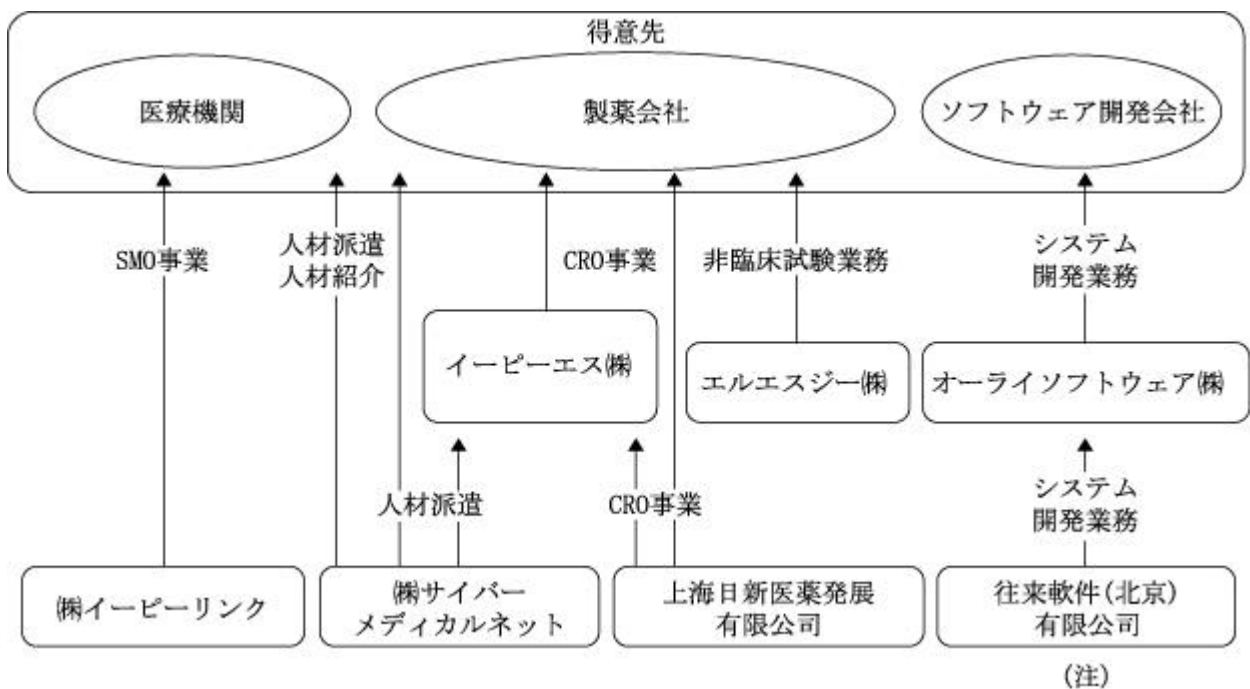 得意先
医療機関
製薬会社
ソフトウェア開発会社
SMO事業
人材派遣
人材紹介
CRO事業
非臨床試験業務
システム
開発業務
イーピーエス㈱
エルエスジー㈱
オーライソフトウェア㈱
人材派遣
CRO事業
システム
開発業務
㈱イーピーリンク
㈱サイバー
メディカルネット
上海日新医薬発展
有限公司
往来軟件(北京)
有限公司
(注)